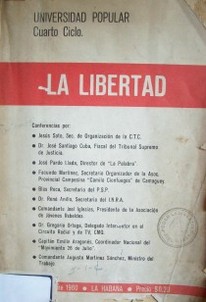 UNIVERSIDAD POPULAR
Cuarto Ciclo.
LA LIBERTAD
Conferencias por:
● Jesús Soto, Sec. de Organización de la C.T.C.
● Dr. José Santiago Cuba, Fiscal del Tribunal Supremo
de Justicia.
● José Pardo Llada, Director de "La Palabra"
● Facundo Martínez, Secretario Organizador de la Asoc.
Provincial Campesina "Camilo Cienfuegos" de Camagüey
● Blas Roca, Secretario del P.S.P.
● Dr. René Anillo, Secretario del I.N.R.A.
● Comandante Joel Iglesias, Presidente de la Asociación
de Jóvenes Rebeldes
● Dr. Gregorio Ortega, Delegado Interventor en el
Circuito Radial y de TV, CMQ.
● Capitán Emilio Aragonés, Coordinador Nacional del
"Movimiento 26 de Julio"
● Comandante Augusto Martínez Sánchez, Ministro del
Trabajo
1960 ● LA HABANA ● Precio